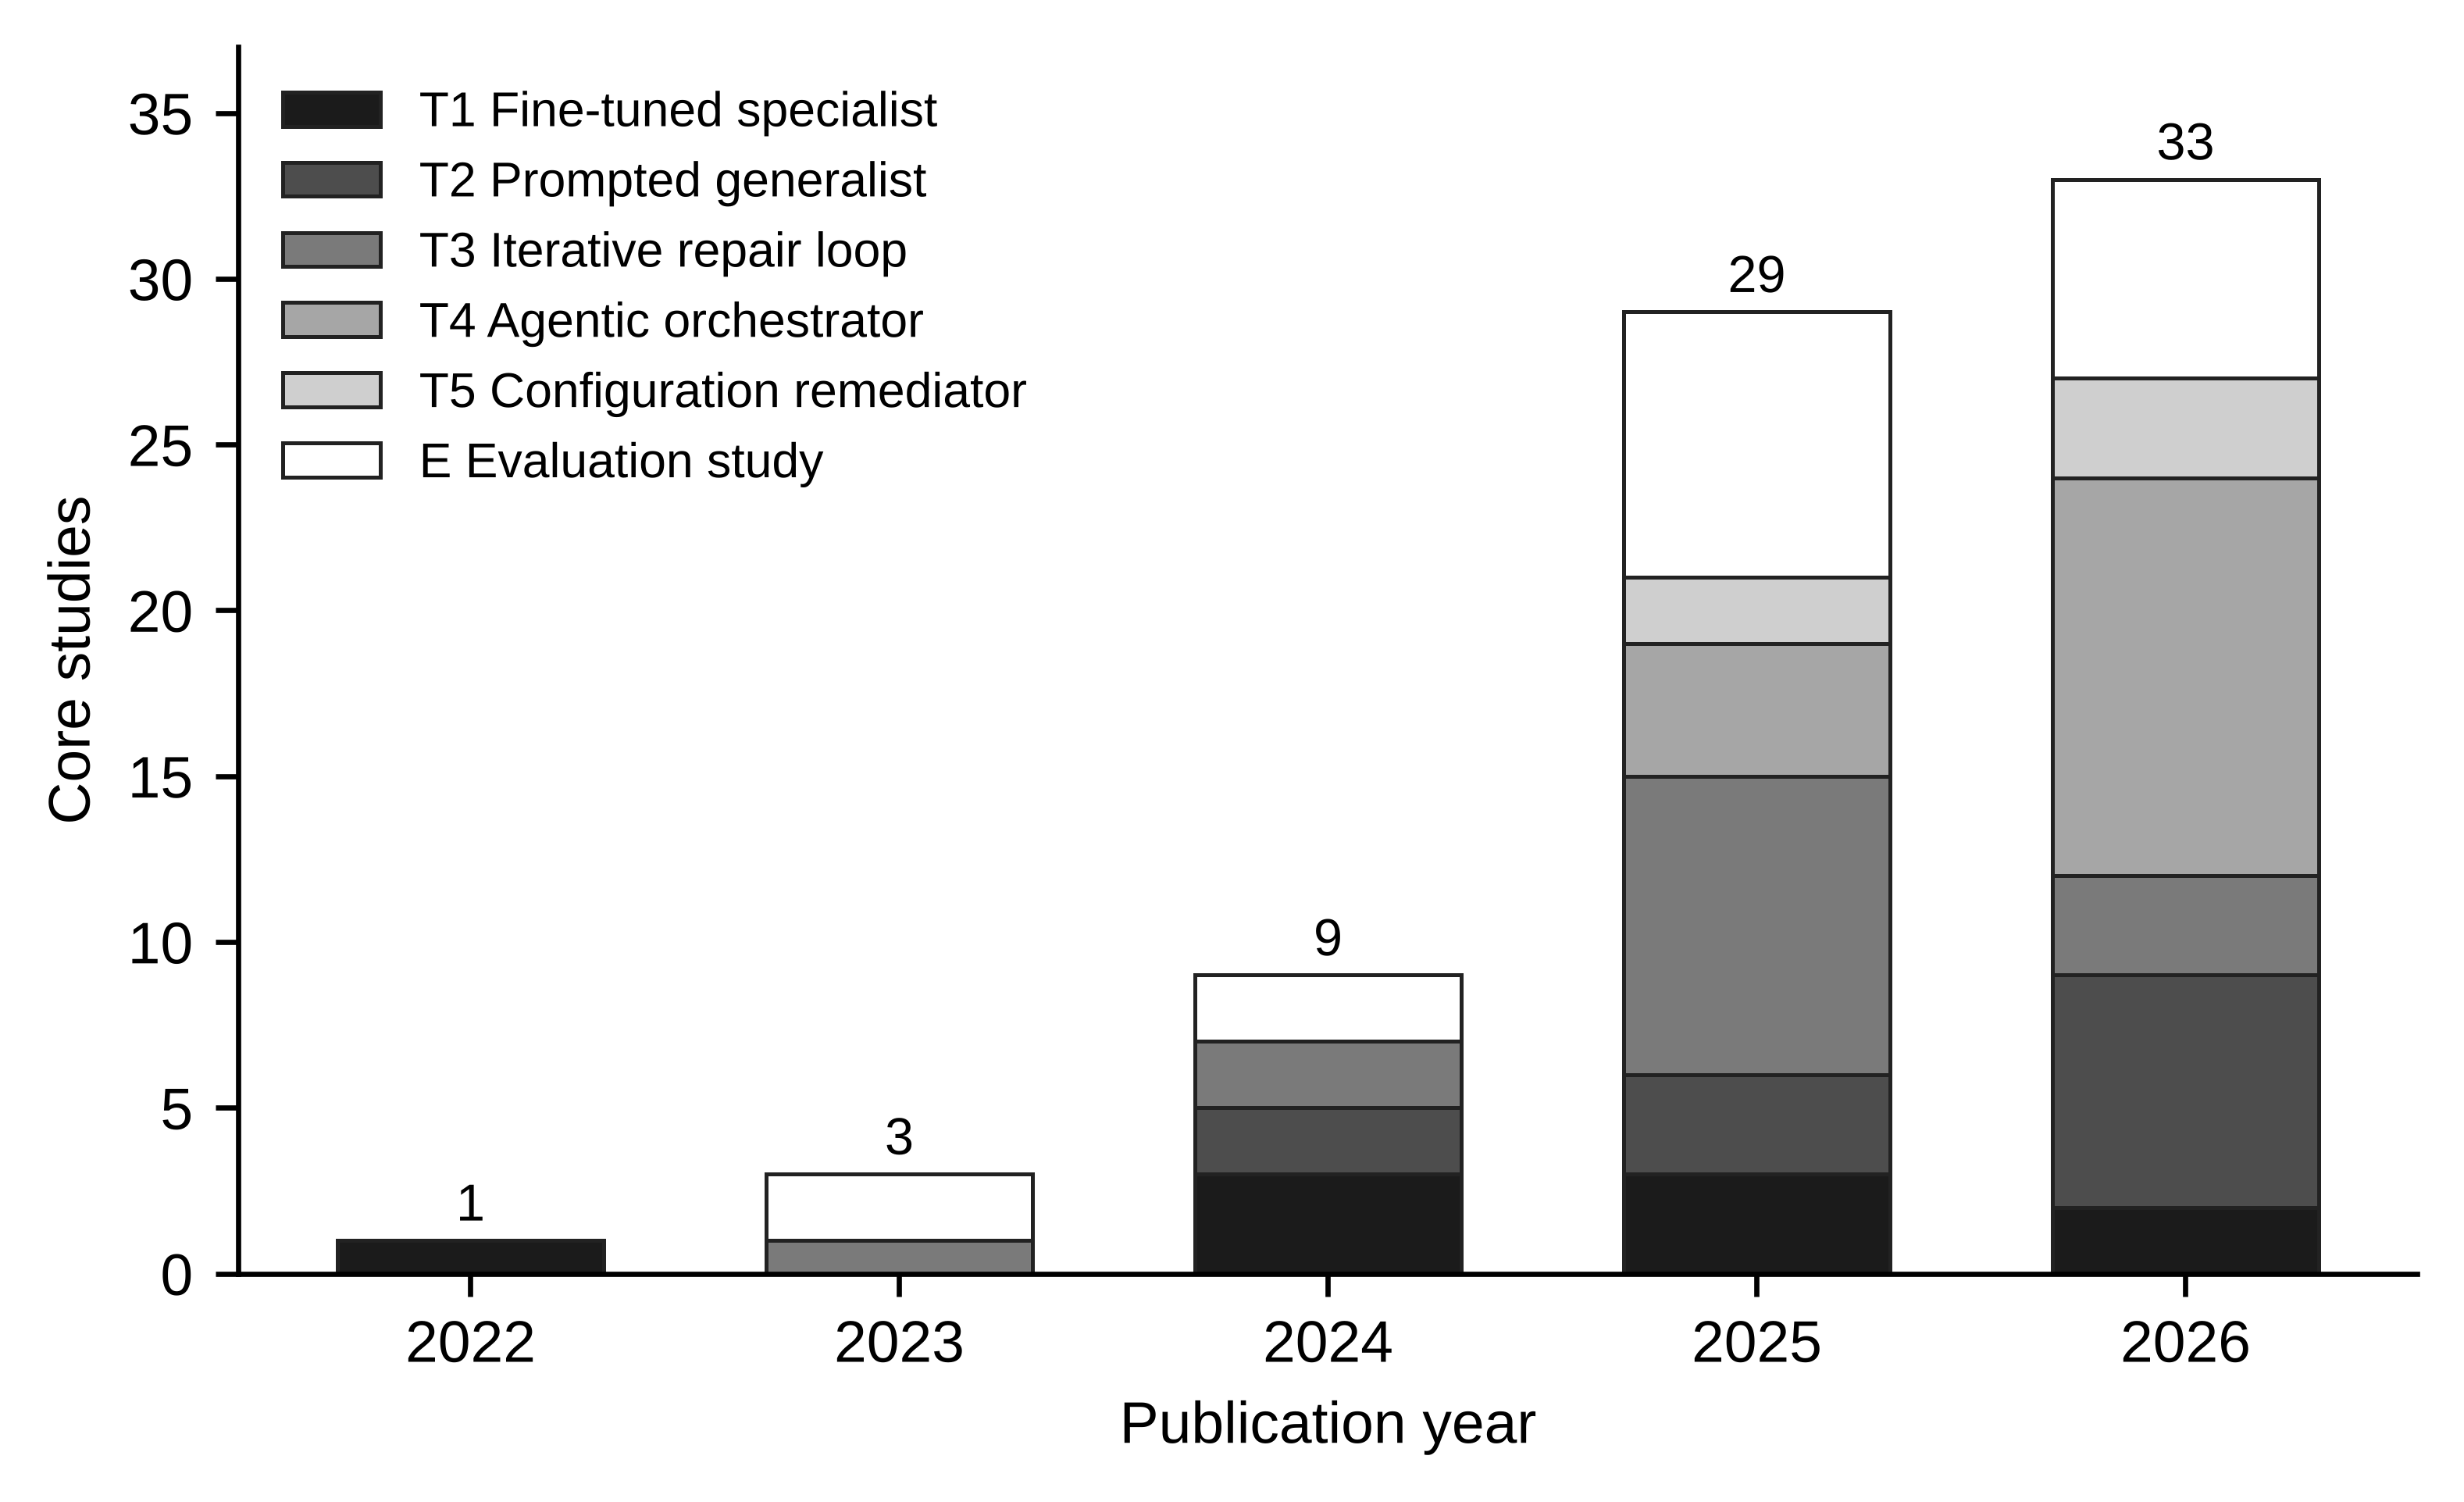 T1 Fine-tuned specialist
T2 Prompted generalist
T3 Iterative repair loop
T4 Agentic orchestrator
T5 Configuration remediator
E Evaluation study
Core studies
35
30
25
20
15
10
5
0
1
3
9
29
33
2022
2023
2024
2025
2026
Publication year